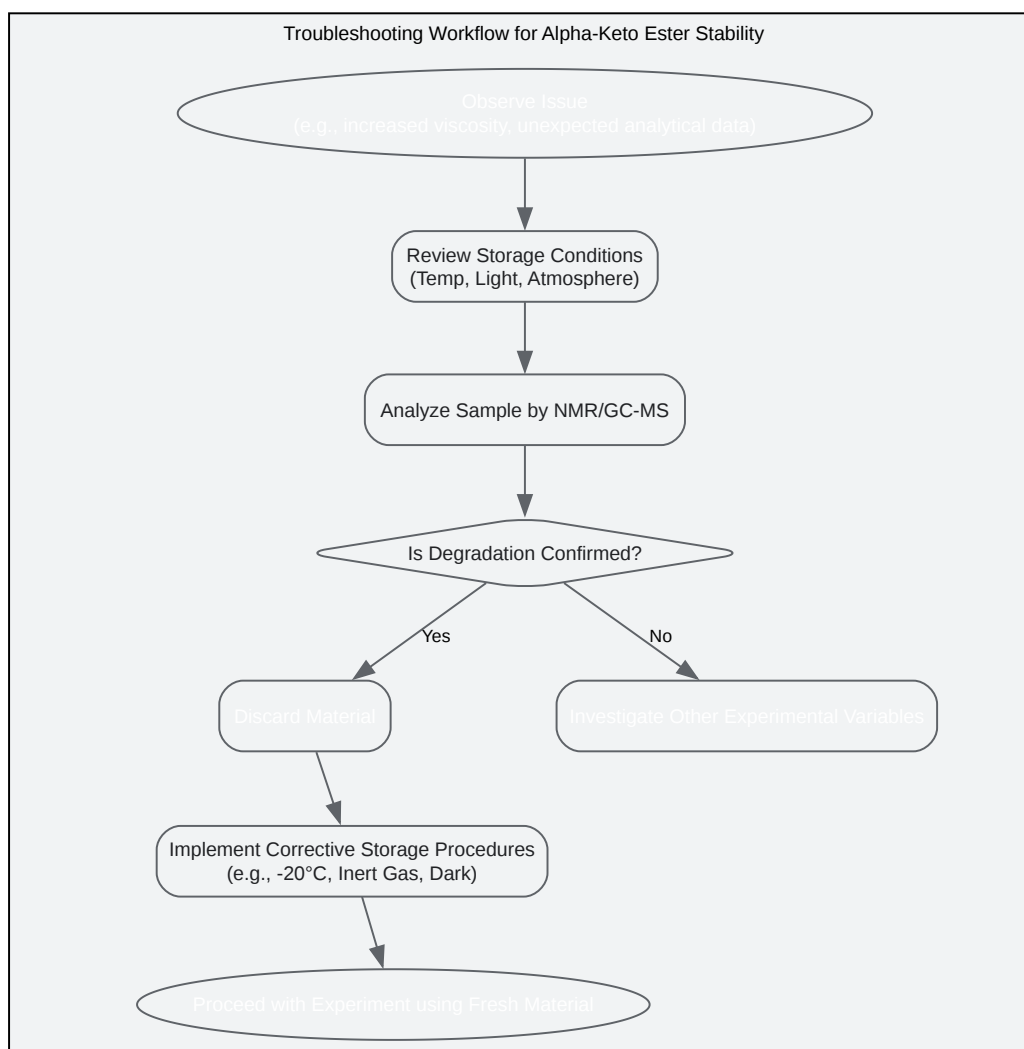 Troubleshooting Workflow for Alpha-Keto Ester Stability
Observe Issue
(e.g., increased viscosity, unexpected analytical data)
Review Storage Conditions
(Temp, Light, Atmosphere)
Analyze Sample by NMR/GC-MS
Is Degradation Confirmed?
Yes
No
Discard Material
Investigate Other Experimental Variables
Implement Corrective Storage Procedures
(e.g., -20°C, Inert Gas, Dark)
Proceed with Experiment using Fresh Material